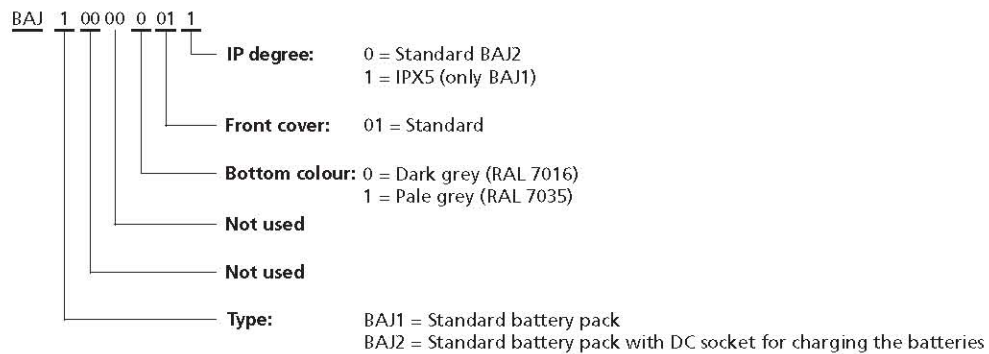 BAJ 1 00 00 0 01 1
IP degree: 0 = Standard BAJ2
1 = IPX5 (only BAJ1)
Front cover: 01 = Standard
Bottom colour: 0 = Dark grey (RAL 7016)
1 = Pale grey (RAL 7035)
Not used
Not used
Type: BAJ1 = Standard battery pack
BAJ2 = Standard battery pack with DC socket for charging the batteries